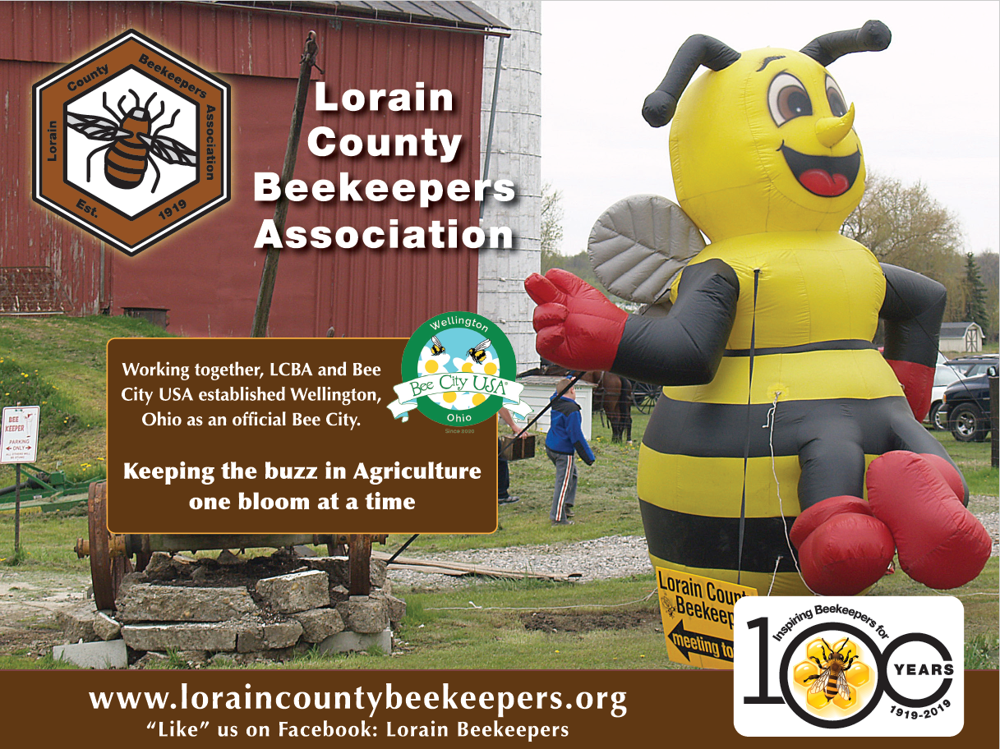 Lorain County Beekeepers Association
Est. 1919
Lorain
County
Beekeepers
Association
Working together, LCBA and Bee
City USA established Wellington,
Ohio as an official Bee City.
Wellington
Bee City USA®
Ohio
Since 2020
Keeping the buzz in Agriculture
one bloom at a time
BEE
KEEPER
PARKING
ONLY
Lorain
Beekeep
meeting to
Inspiring Beekeepers for
100
YEARS
1919-2019
www.loraincountybeekeepers.org
“Like” us on Facebook: Lorain Beekeepers